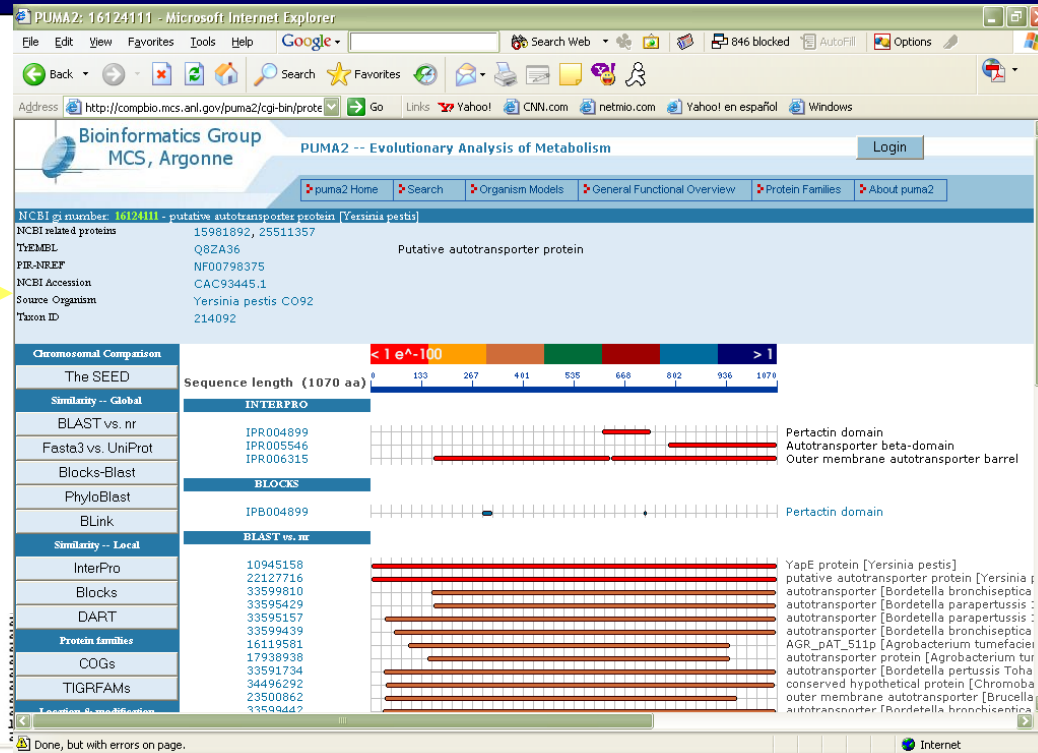 PUMA2: 16124111 - Microsoft Internet Explorer
File Edit View Favorites Tools Help Google Search Web 846 blocked AutoFill Options
Back Search Favorites
Address http://compbio.mcs.anl.gov/puma2/cgi-bin/prote Go Links Yahoo! CNN.com netmio.com Yahoo! en español Windows
Bioinformatics Group
MCS, Argonne
PUMA2 -- Evolutionary Analysis of Metabolism
Login
puma2 Home Search Organism Models General Functional Overview Protein Families About puma2
NCBI gi number: 16124111 - putative autotransporter protein [Yersinia pestis]
NCBI related proteins 15981892, 25511357
TrEMBL Q8ZA36 Putative autotransporter protein
PIR-NREF NF00798375
NCBI Accession CAC93445.1
Source Organism Yersinia pestis CO92
Taxon ID 214092
Chromosomal Comparison
The SEED
Similarity -- Global
BLAST vs. nr
Fasta3 vs. UniProt
Blocks-Blast
PhyloBlast
BLink
Similarity -- Local
InterPro
Blocks
DART
Protein families
COGs
TIGRFAMs
Location & modification
< 1 e^-100 > 1
Sequence length (1070 aa) 0 133 267 401 535 668 802 936 1070
INTERPRO
IPR004899 Pertactin domain
IPR005546 Autotransporter beta-domain
IPR006315 Outer membrane autotransporter barrel
BLOCKS
IPB004899 Pertactin domain
BLAST vs. nr
10945158 YapE protein [Yersinia pestis]
22127716 putative autotransporter protein [Yersinia p
33599810 autotransporter [Bordetella bronchiseptica
33595429 autotransporter [Bordetella parapertussis
33595157 autotransporter [Bordetella parapertussis
33599439 autotransporter [Bordetella bronchiseptica
16119581 AGR_pAT_511p [Agrobacterium tumefacien
17938938 autotransporter protein [Agrobacterium tum
33591734 autotransporter [Bordetella pertussis Toha
34496292 conserved hypothetical protein [Chromoba
23500862 outer membrane autotransporter [Brucella
33599442 autotransporter [Bordetella bronchiseptica
Done, but with errors on page. Internet